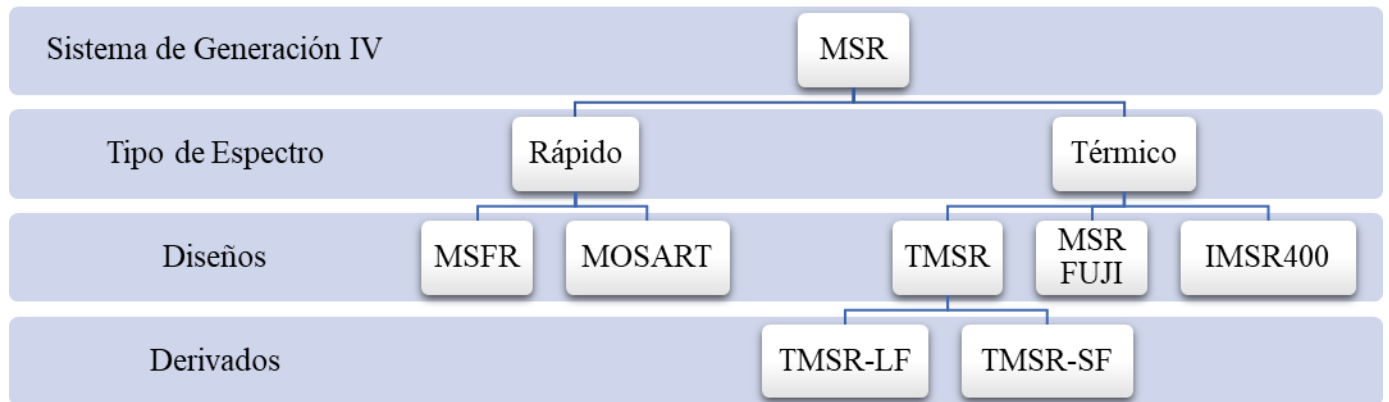 Sistema de Generación IV
MSR
Tipo de Espectro
Rápido
Térmico
Diseños
MSFR
MOSART
TMSR
MSR
FUJI
IMSR400
Derivados
TMSR-LF
TMSR-SF